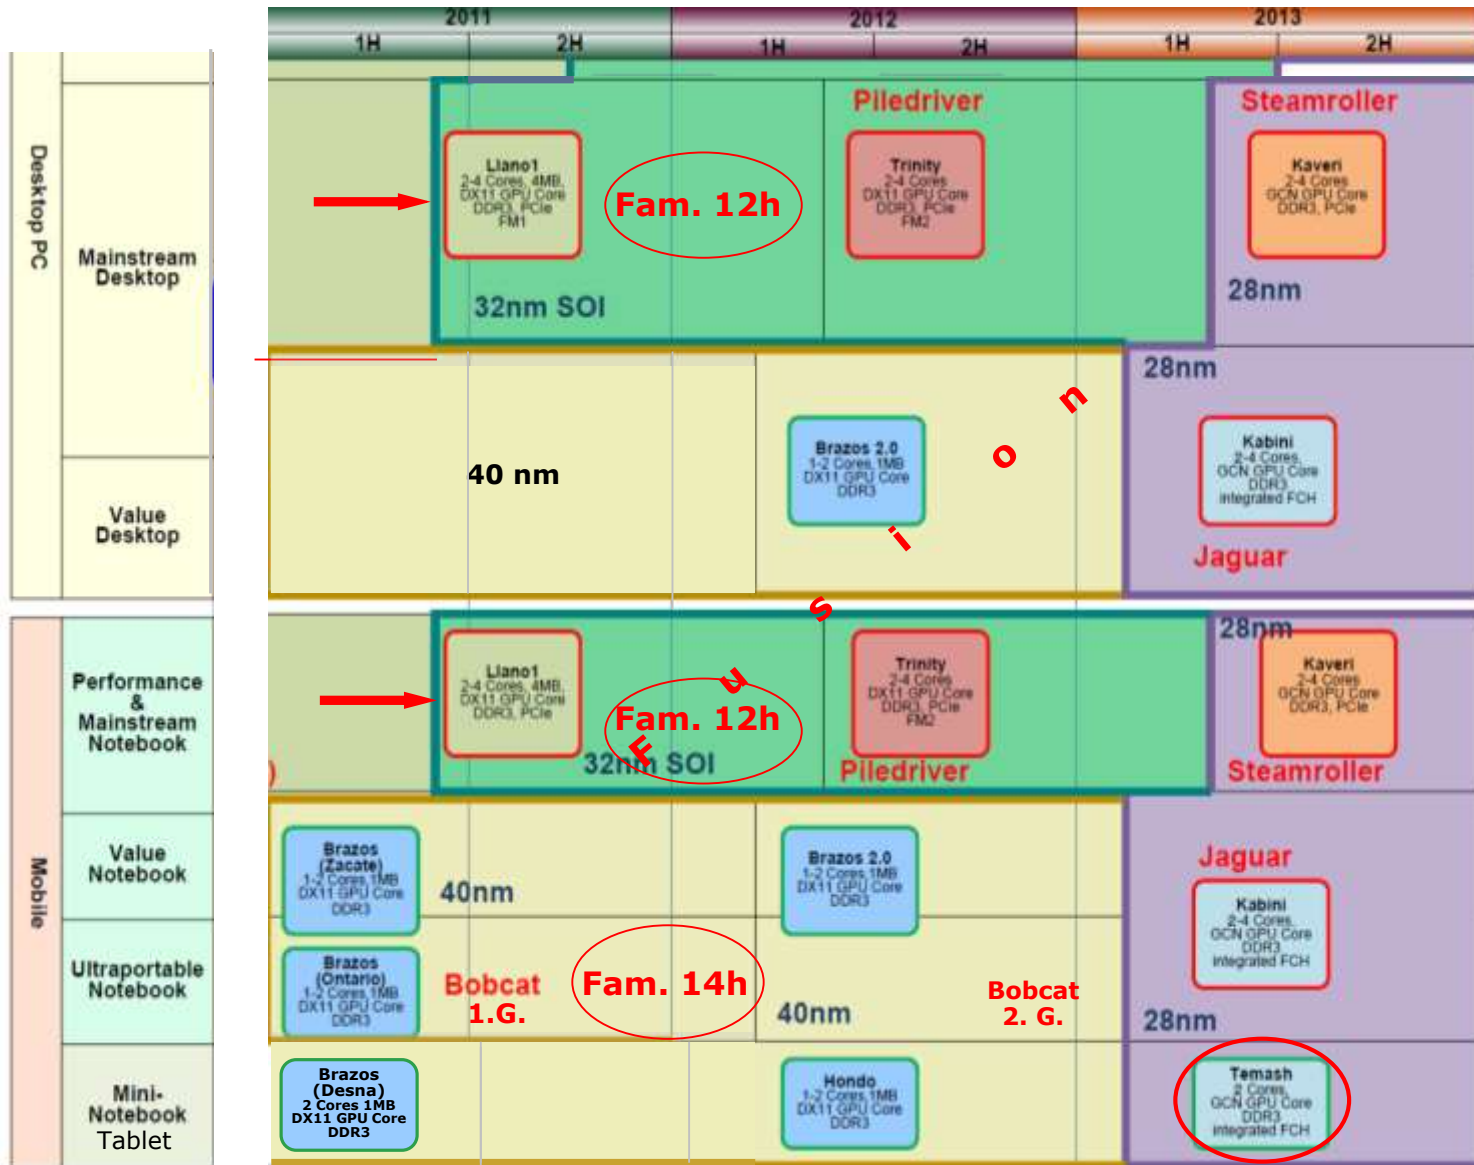 2011
2012
2013
1H
2H
1H
2H
1H
2H
Desktop PC
Mainstream
Desktop
Piledriver
Steamroller
Llano1
2-4 Cores, 4MB,
DX11 GPU Core
DDR3, PCIe
FM1
Fam. 12h
Trinity
2-4 Cores
DX11 GPU Core
DDR3, PCIe
FM2
Kaveri
2-4 Cores
GCN GPU Core
DDR3, PCIe
32nm SOI
28nm
28nm
Value
Desktop
40 nm
Brazos 2.0
1-2 Cores, 1MB
DX11 GPU Core
DDR3
Kabini
2-4 Cores,
GCN GPU Core
DDR3
integrated FCH
Jaguar
Fusion
Mobile
Performance
&
Mainstream
Notebook
28nm
Llano1
2-4 Cores, 4MB,
DX11 GPU Core
DDR3, PCIe
Fam. 12h
Trinity
2-4 Cores
DX11 GPU Core
DDR3, PCIe
FM2
Kaveri
2-4 Cores
GCN GPU Core
DDR3, PCIe
)
32nm SOI
Piledriver
Steamroller
Value
Notebook
Brazos
(Zacate)
1-2 Cores, 1MB
DX11 GPU Core
DDR3
40nm
Brazos 2.0
1-2 Cores, 1MB
DX11 GPU Core
DDR3
Jaguar
Kabini
2-4 Cores,
GCN GPU Core
DDR3
integrated FCH
Ultraportable
Notebook
Brazos
(Ontario)
1-2 Cores, 1MB
DX11 GPU Core
DDR3
Bobcat
1.G.
Fam. 14h
40nm
Bobcat
2. G.
28nm
Mini-
Notebook
Tablet
Brazos
(Desna)
2 Cores 1MB
DX11 GPU Core
DDR3
Hondo
1-2 Cores, 1MB
DX11 GPU Core
DDR3
Temash
2 Cores,
GCN GPU Core
DDR3
integrated FCH